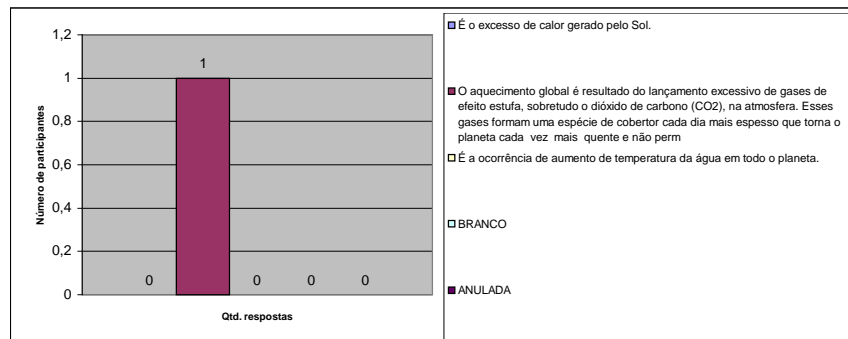 1,2
1
0,8
0,6
0,4
0,2
0
Número de participantes
1
0
0
0
0
Qtd. respostas
É o excesso de calor gerado pelo Sol.
O aquecimento global é resultado do lançamento excessivo de gases de
efeito estufa, sobretudo o dióxido de carbono (CO2), na atmosfera. Esses
gases formam uma espécie de cobertor cada dia mais espesso que torna o
planeta cada vez mais quente e não perm
É a ocorrência de aumento de temperatura da água em todo o planeta.
BRANCO
ANULADA